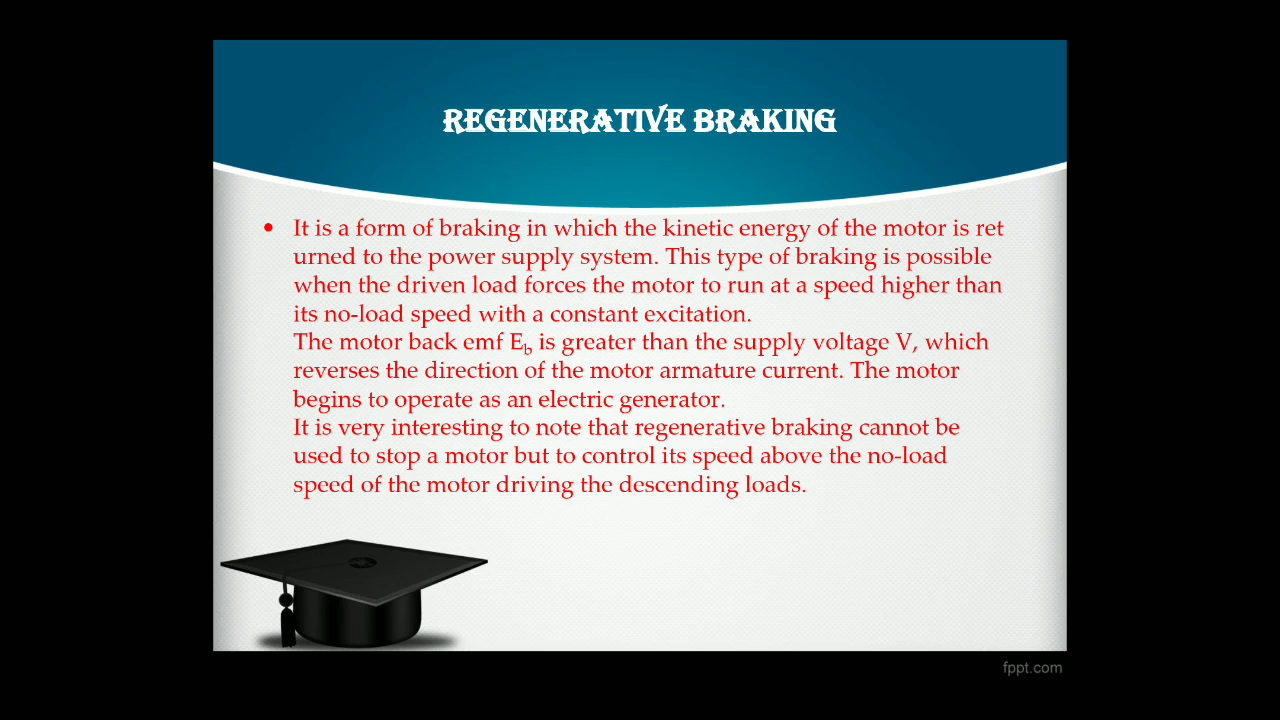 REGENERATIVE BRAKING
• It is a form of braking in which the kinetic energy of the motor is ret
urned to the power supply system. This type of braking is possible
when the driven load forces the motor to run at a speed higher than
its no-load speed with a constant excitation.
The motor back emf Eb is greater than the supply voltage V, which
reverses the direction of the motor armature current. The motor
begins to operate as an electric generator.
It is very interesting to note that regenerative braking cannot be
used to stop a motor but to control its speed above the no-load
speed of the motor driving the descending loads.
fppt.com